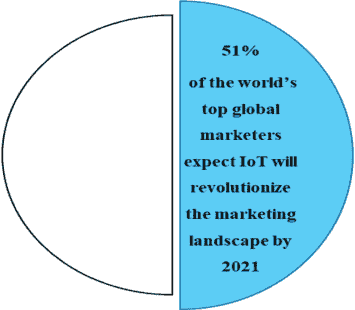 51%
of the world's
top global
marketers
expect IoT will
revolutionize
the marketing
landscape by
2021